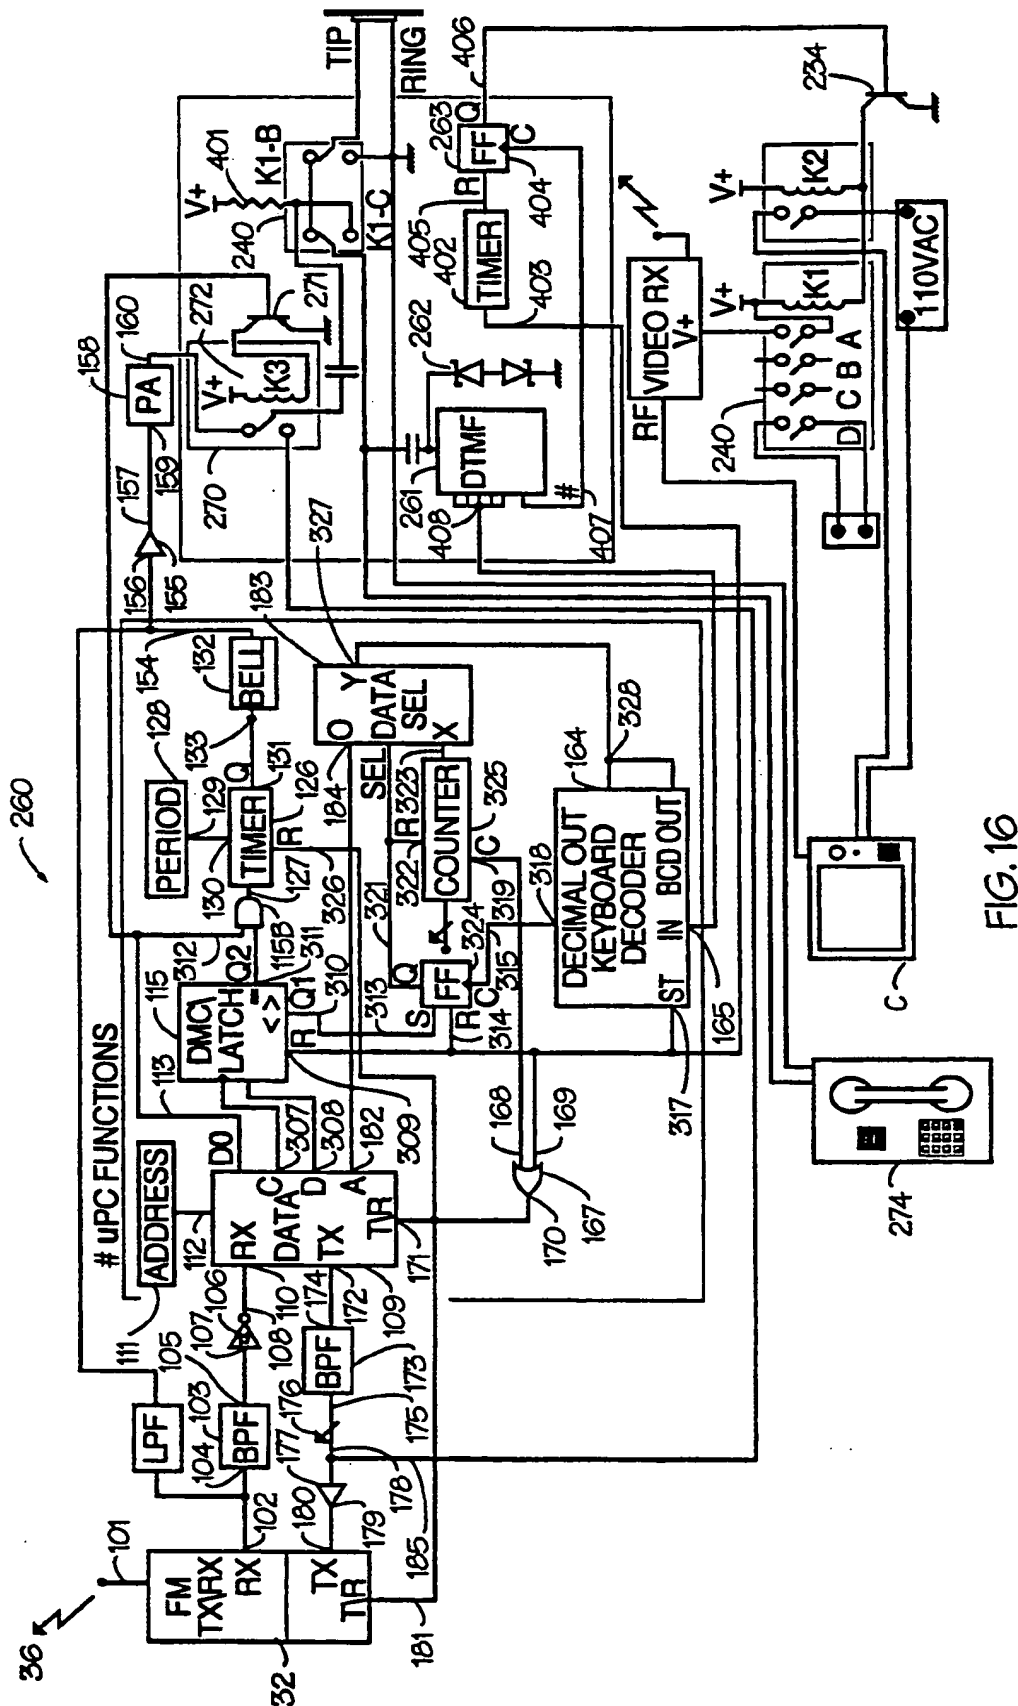 FIG. 16
260
36
101
32
FM
TX\RX
RX
TX
T\R
181
102
LPF
BPF
103
104
105
107
106
108
110
180
179
177
176
178
185
175
173
BPF
174
172
109
# uPC FUNCTIONS
111
ADDRESS
112
D0
RX
DATA
TX
C
D
A
T\R
171
307
308
182
309
113
115
DMC\
LATCH
< >
Q2
Q1
R
312
115B
311
310
313
PERIOD
128
129
130
TIMER
Q
131
R
126
127
326
133
BELL
132
154
156
155
157
158
PA
159
160
183
327
184
O
Y
DATA
SEL
X
SEL
321
322
R
323
COUNTER
325
C
319
324
S
Q
FF
C
R
314
315
318
168
169
170
167
DECIMAL OUT
KEYBOARD
DECODER
IN
BCD OUT
ST
164
328
317
165
270
272
V+
K3
271
240
V+
401
K1-B
K1-C
TIP
RING
261
DTMF
262
408
#
407
402
TIMER
403
405
R
263
FF
Q
C
404
406
RF
VIDEO RX
V+
240
V+
K1
D C B A
V+
K2
234
110VAC
274
C